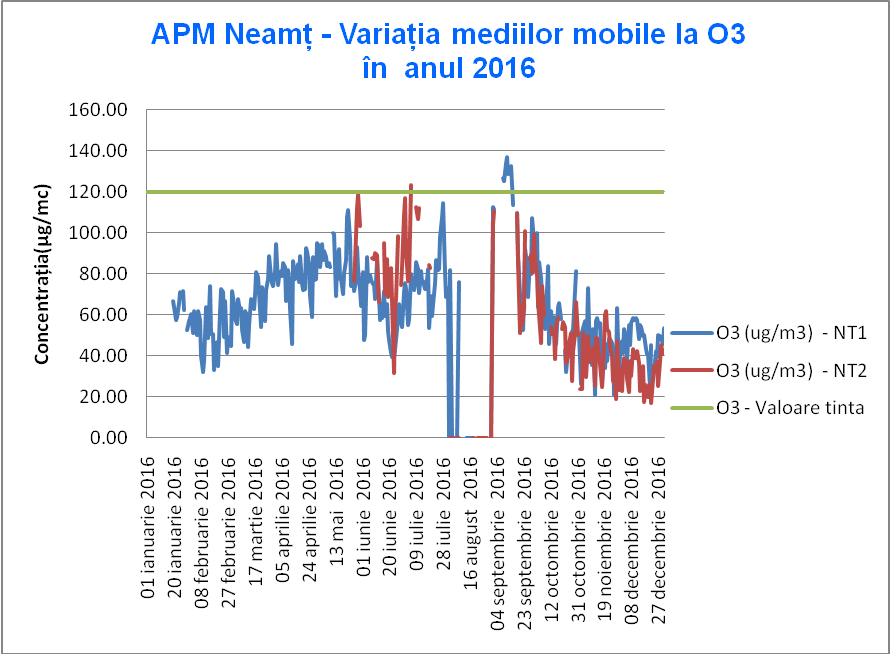 APM Neamț - Variația mediilor mobile la O3
în  anul 2016
Concentrația(µg/mc)
160.00
140.00
120.00
100.00
80.00
60.00
40.00
20.00
0.00
01 ianuarie 2016
20 ianuarie 2016
08 februarie 2016
27 februarie 2016
17 martie 2016
05 aprilie 2016
24 aprilie 2016
13 mai 2016
01 iunie 2016
20 iunie 2016
09 iulie 2016
28 iulie 2016
16 august 2016
04 septembrie 2016
23 septembrie 2016
12 octombrie 2016
31 octombrie 2016
19 noiembrie 2016
08 decembrie 2016
27 decembrie 2016
O3 (ug/m3)  - NT1
O3 (ug/m3)  - NT2
O3 - Valoare tinta